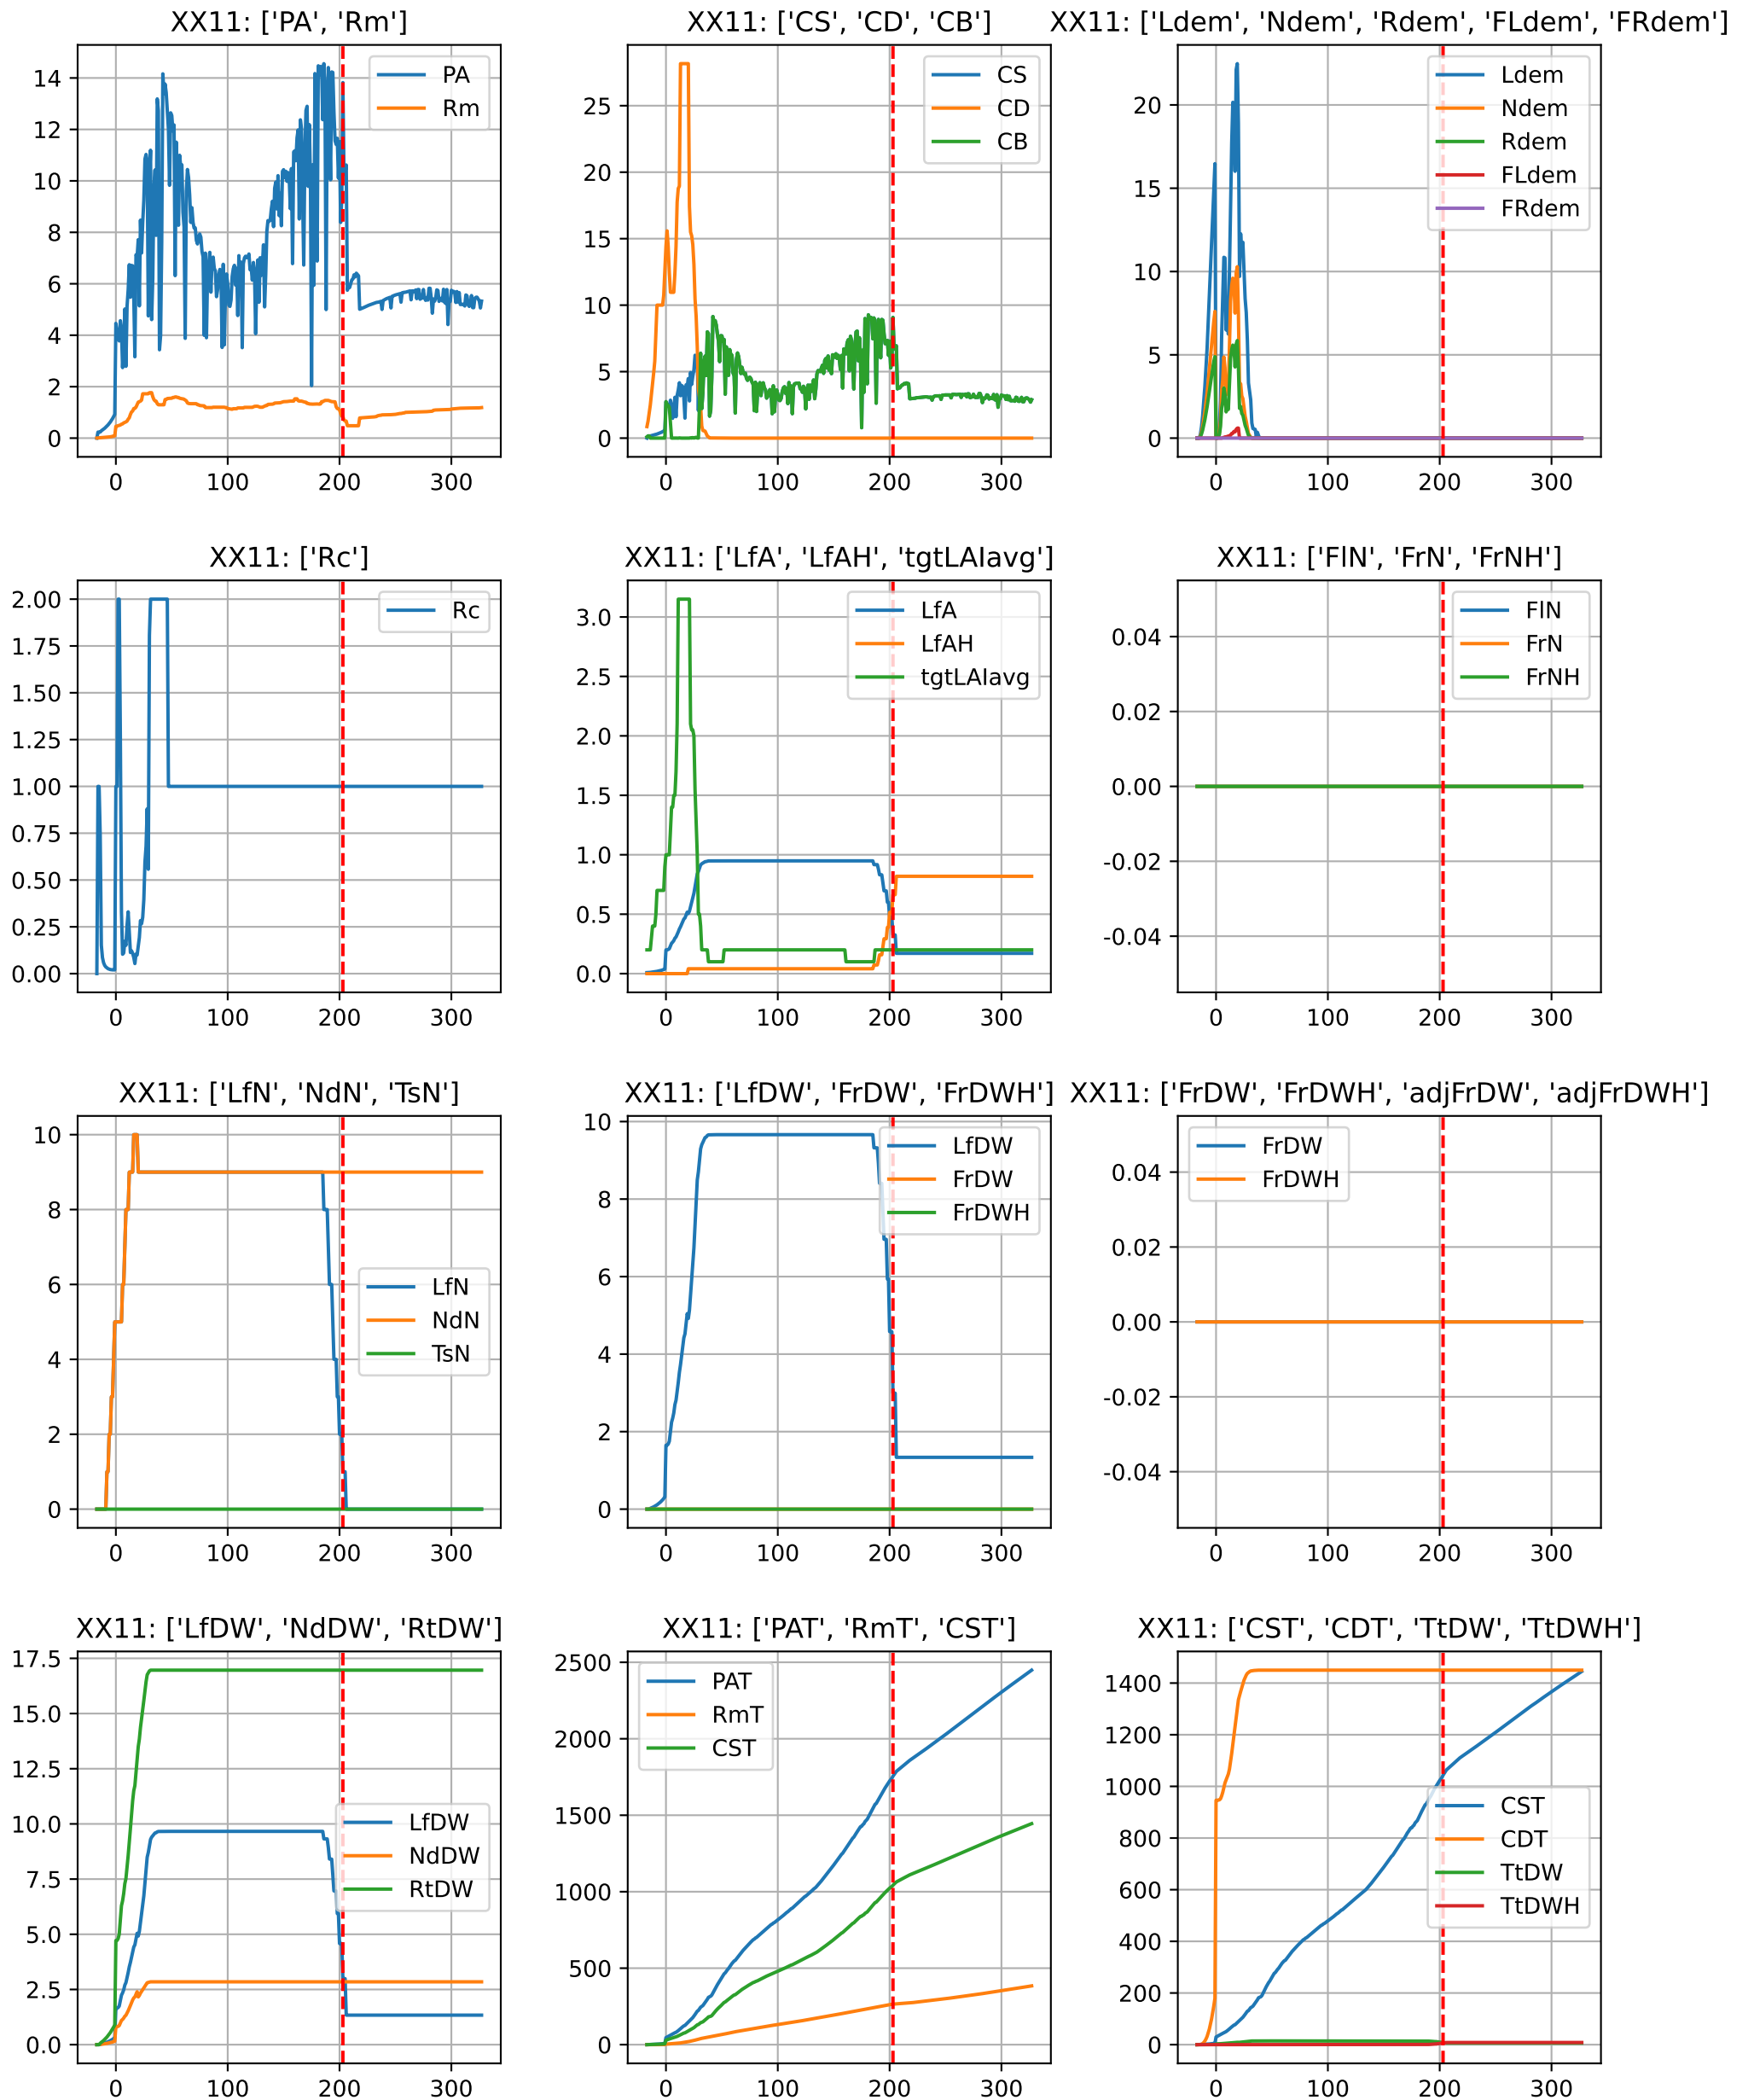 XX11: ['PA', 'Rm']
14
12
10
8
6
4
2
0
0 100 200 300
PA
Rm
XX11: ['CS', 'CD', 'CB']
25
20
15
10
5
0
0 100 200 300
CS
CD
CB
XX11: ['Ldem', 'Ndem', 'Rdem', 'FLdem', 'FRdem']
20
15
10
5
0
0 100 200 300
Ldem
Ndem
Rdem
FLdem
FRdem
XX11: ['Rc']
2.00
1.75
1.50
1.25
1.00
0.75
0.50
0.25
0.00
0 100 200 300
Rc
XX11: ['LfA', 'LfAH', 'tgtLAIavg']
3.0
2.5
2.0
1.5
1.0
0.5
0.0
0 100 200 300
LfA
LfAH
tgtLAIavg
XX11: ['FlN', 'FrN', 'FrNH']
0.04
0.02
0.00
-0.02
-0.04
0 100 200 300
FlN
FrN
FrNH
XX11: ['LfN', 'NdN', 'TsN']
10
8
6
4
2
0
0 100 200 300
LfN
NdN
TsN
XX11: ['LfDW', 'FrDW', 'FrDWH']
10
8
6
4
2
0
0 100 200 300
LfDW
FrDW
FrDWH
XX11: ['FrDW', 'FrDWH', 'adjFrDW', 'adjFrDWH']
0.04
0.02
0.00
-0.02
-0.04
0 100 200 300
FrDW
FrDWH
XX11: ['LfDW', 'NdDW', 'RtDW']
17.5
15.0
12.5
10.0
7.5
5.0
2.5
0.0
0 100 200 300
LfDW
NdDW
RtDW
XX11: ['PAT', 'RmT', 'CST']
2500
2000
1500
1000
500
0
0 100 200 300
PAT
RmT
CST
XX11: ['CST', 'CDT', 'TtDW', 'TtDWH']
1400
1200
1000
800
600
400
200
0
0 100 200 300
CST
CDT
TtDW
TtDWH